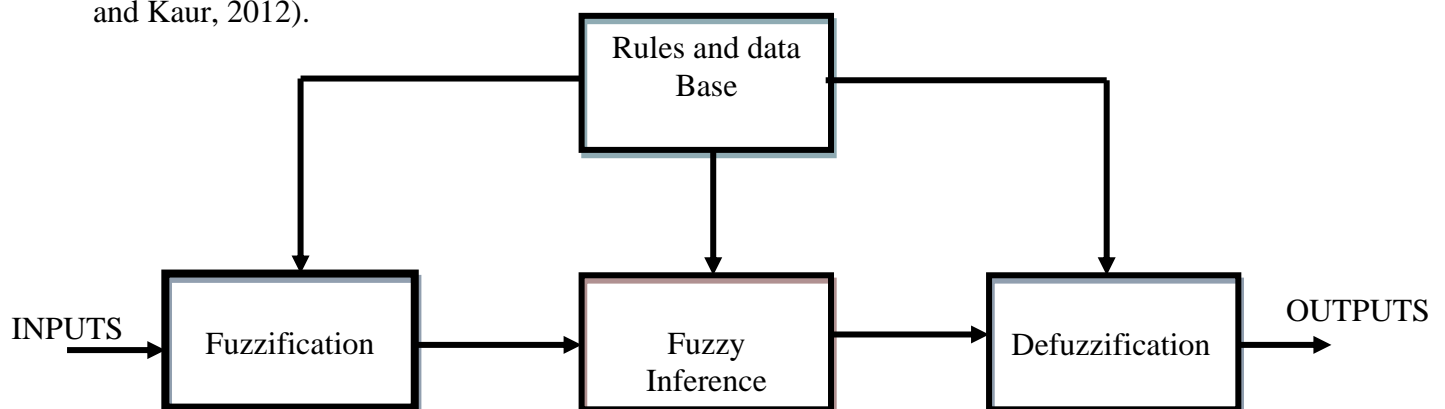 and Kaur, 2012).
Rules and data
Base
INPUTS
Fuzzification
Fuzzy
Inference
Defuzzification
OUTPUTS